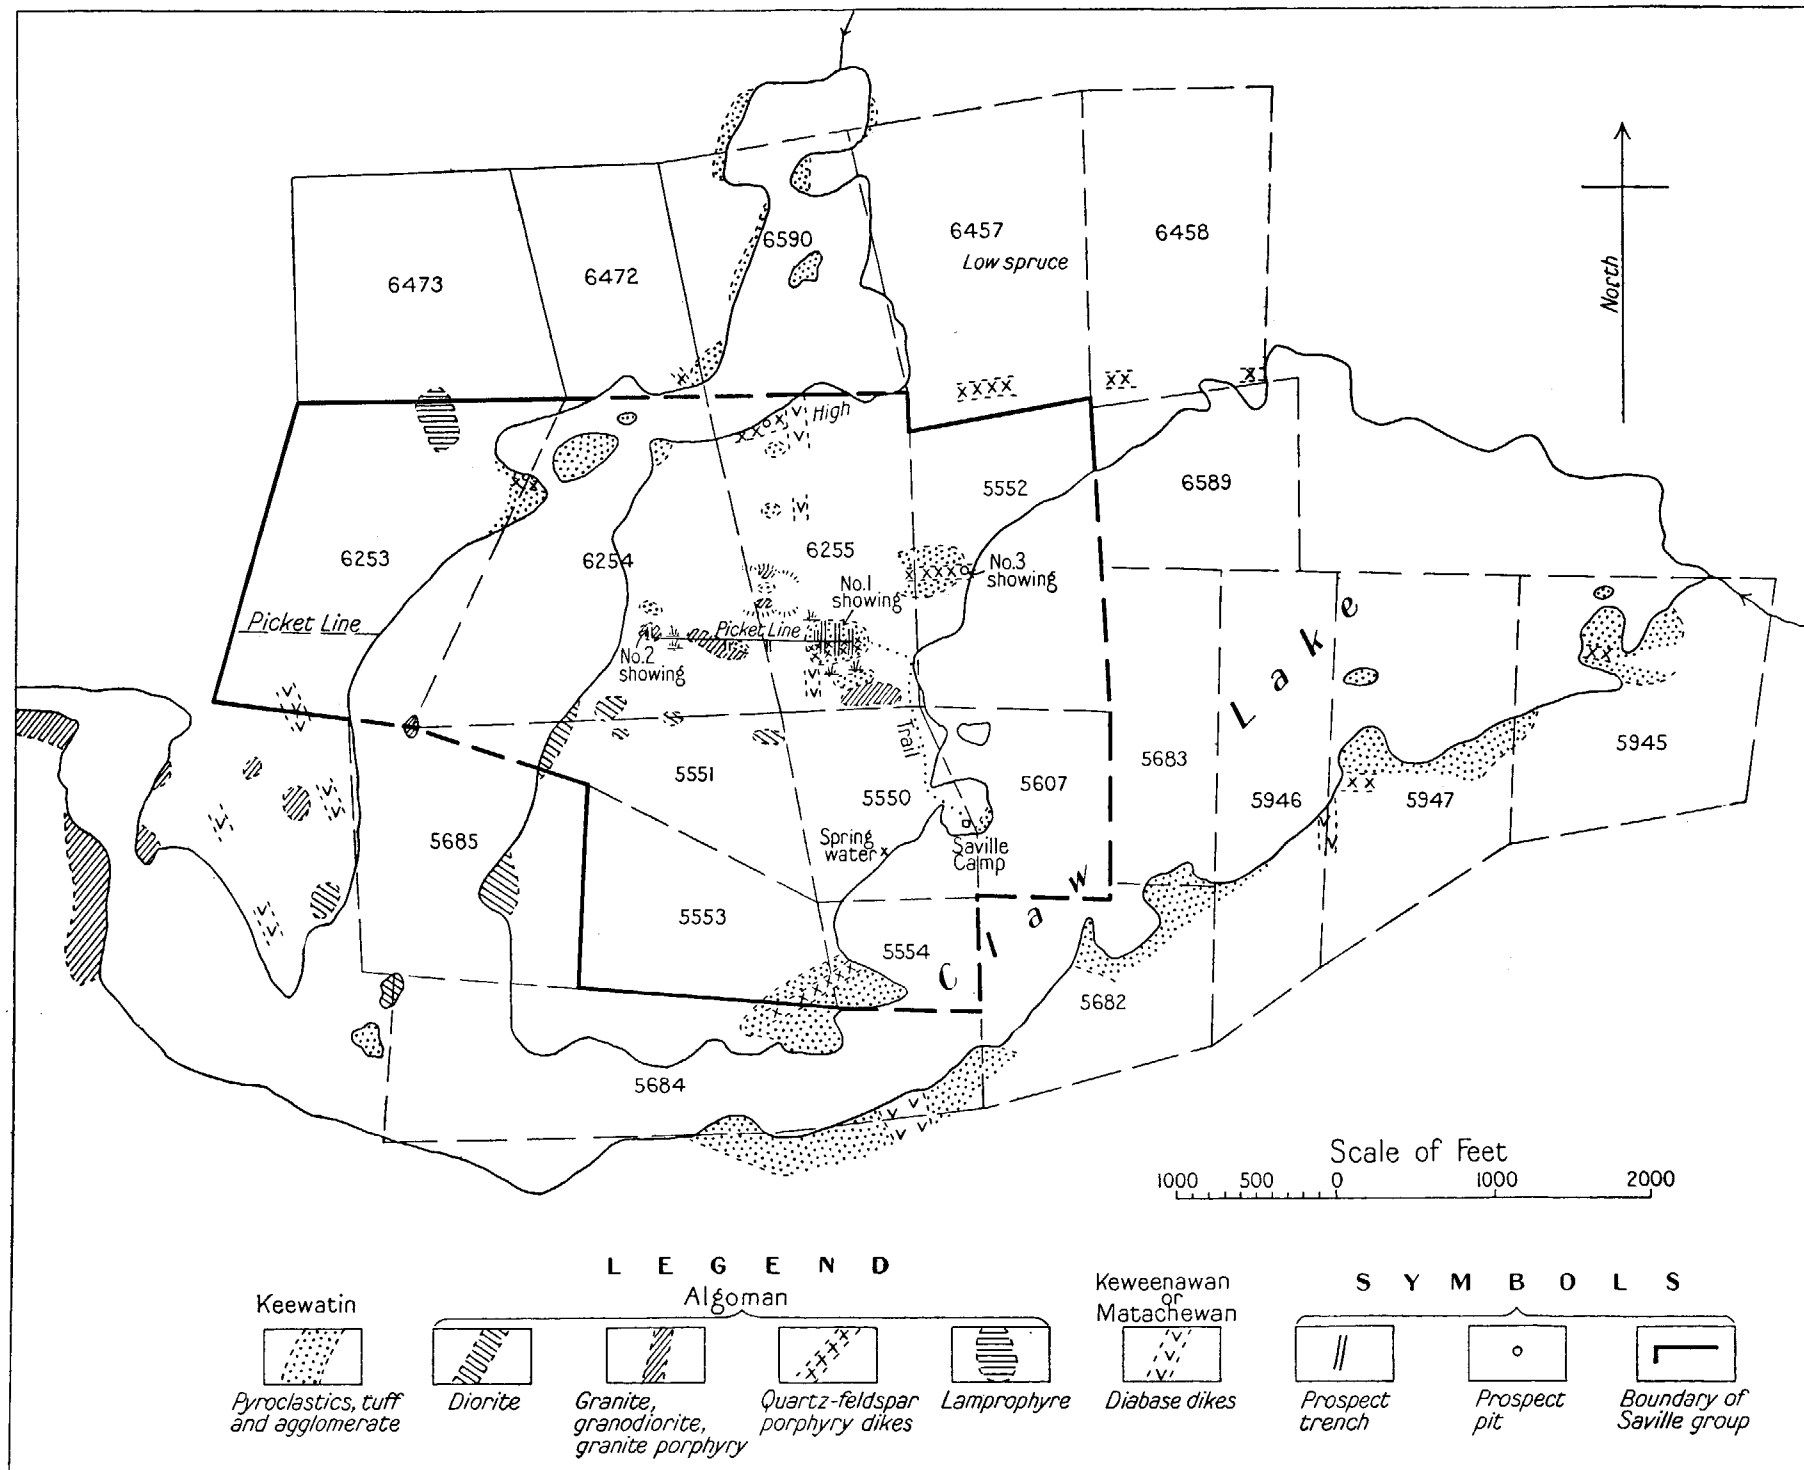 6590
6457
Low spruce
6458
6473
6472
North
High
5552
6589
6253
6254
6255
No.1
showing
No.3
showing
Picket Line
Picket Line
No.2
showing
Trail
Claw Lake
5551
5550
5607
5683
5946
5947
5945
5685
Spring
water
Saville
Camp
5553
5554
5682
5684
Scale of Feet
1000 500 0 1000 2000
LEGEND
SYMBOLS
Keewatin
Algoman
Keweenawan
or
Matachewan
Pyroclastics, tuff
and agglomerate
Diorite
Granite,
granodiorite,
granite porphyry
Quartz-feldspar
porphyry dikes
Lamprophyre
Diabase dikes
Prospect
trench
Prospect
pit
Boundary of
Saville group